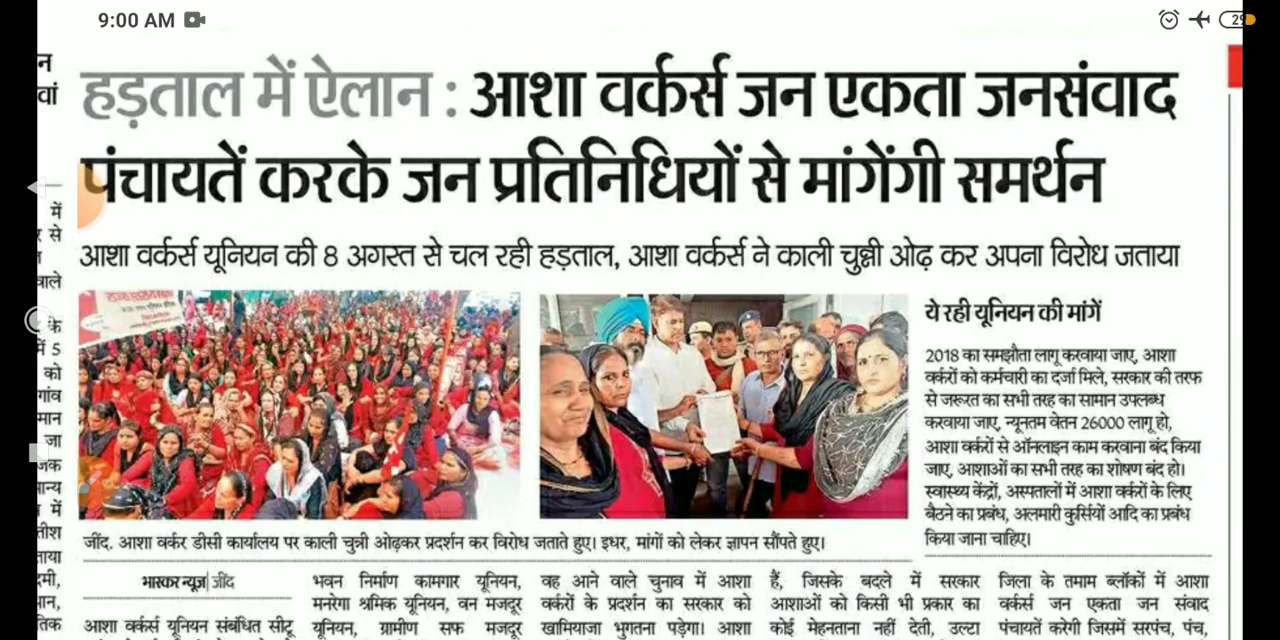 9:00 AM
29
हड़ताल में ऐलान : आशा वर्कर्स जन एकता जनसंवाद
पंचायतें करके जन प्रतिनिधियों से मांगेंगी समर्थन
आशा वर्कर्स यूनियन की 8 अगस्त से चल रही हड़ताल, आशा वर्कर्स ने काली चुन्नी ओढ़ कर अपना विरोध जताया
ये रही यूनियन की मांगें
2018 का समझौता लागू करवाया जाए, आशा
वर्करों को कर्मचारी का दर्जा मिले, सरकार की तरफ
से जरूरत का सभी तरह का सामान उपलब्ध
करवाया जाए, न्यूनतम वेतन 26000 लागू हो,
आशा वर्करों से ऑनलाइन काम करवाना बंद किया
जाए, आशाओं का सभी तरह का शोषण बंद हो।
स्वास्थ्य केंद्रों, अस्पतालों में आशा वर्करों के लिए
बैठने का प्रबंध, अलमारी कुर्सियों आदि का प्रबंध
किया जाना चाहिए।
जींद. आशा वर्कर डीसी कार्यालय पर काली चुन्नी ओढ़कर प्रदर्शन कर विरोध जताते हुए। इधर, मांगों को लेकर ज्ञापन सौंपते हुए।
भास्कर न्यूज | जींद
आशा वर्कर्स यूनियन संबंधित सीटू
भवन निर्माण कामगार यूनियन,
मनरेगा श्रमिक यूनियन, वन मजदूर
यूनियन, ग्रामीण सफ मजदूर
वह आने वाले चुनाव में आशा
वर्करों के प्रदर्शन का सरकार को
खामियाजा भुगतना पड़ेगा। आशा
हैं, जिसके बदले में सरकार
आशाओं को किसी भी प्रकार का
कोई मेहनताना नहीं देती, उल्टा
जिला के तमाम ब्लॉकों में आशा
वर्कर्स जन एकता जन संवाद
पंचायतें करेगी जिसमें सरपंच, पंच,